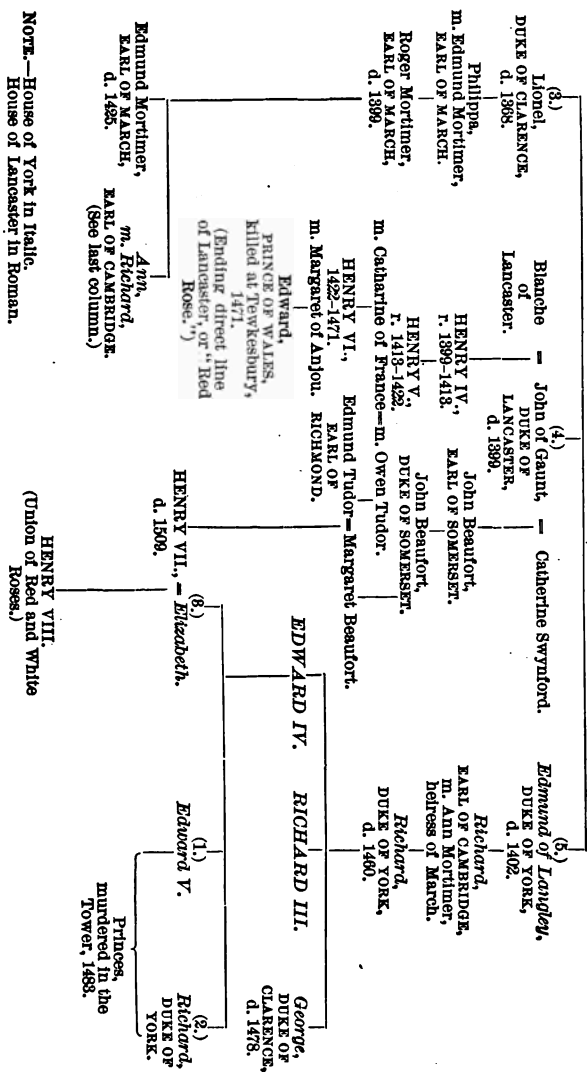 (3.)
Lionel,
DUKE OF CLARENCE,
d. 1368.
Philippa,
m. Edmund Mortimer,
EARL OF MARCH.
Roger Mortimer,
EARL OF MARCH,
d. 1399.
Edmund Mortimer,
EARL OF MARCH,
d. 1425.
Ann,
m. Richard,
EARL OF CAMBRIDGE.
(See last column.)
Blanche
of
Lancaster.
=
(4.)
John of Gaunt,
DUKE OF
LANCASTER,
d. 1399.
= Catherine Swynford.
HENRY IV.,
r. 1399-1413.
HENRY V.,
r. 1413-1422.
m. Catharine of France=m. Owen Tudor.
HENRY VI.,
1422-1471.
m. Margaret of Anjou.
Edward,
PRINCE OF WALES,
killed at Tewkesbury,
1471.
(Ending direct line
of Lancaster, or "Red
Rose.")
John Beaufort,
EARL OF SOMERSET.
John Beaufort,
DUKE OF SOMERSET.
Edmund Tudor=Margaret Beaufort.
EARL OF
RICHMOND.
(5.)
Edmund of Langley,
DUKE OF YORK,
d. 1402.
Richard,
EARL OF CAMBRIDGE,
m. Ann Mortimer,
heiress of March.
Richard,
DUKE OF YORK,
d. 1460.
EDWARD IV.
RICHARD III.
George,
DUKE OF
CLARENCE,
d. 1478.
HENRY VII., =
d. 1509.
(3.)
Elizabeth.
(1.)
Edward V.
(2.)
Richard,
DUKE OF
YORK.
Princes,
murdered in the
Tower, 1483.
HENRY VIII.
(Union of Red and White
Roses.)
NOTE.—House of York in Italic.
House of Lancaster in Roman.